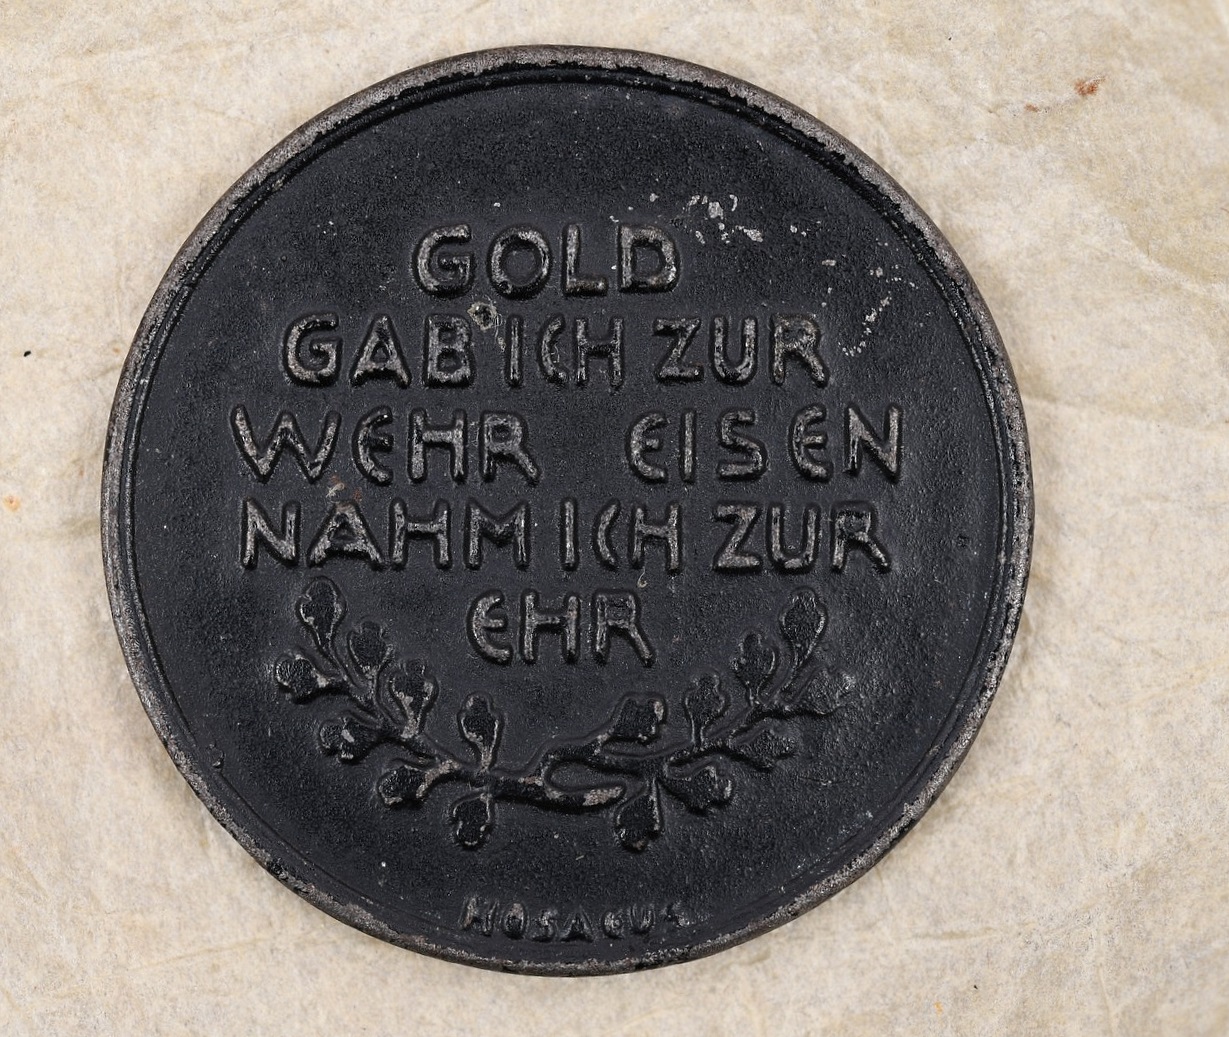 GOLD
GAB ICH ZUR
WEHR EISEN
NAHM ICH ZUR
EHR
HOSAEUS